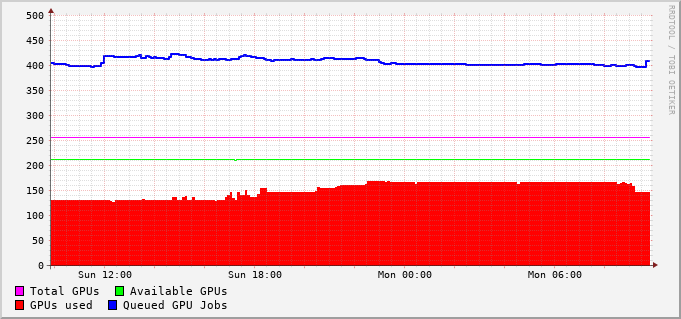 500
450
400
350
300
250
200
150
100
50
0
Sun 12:00 Sun 18:00 Mon 00:00 Mon 06:00
Total GPUs Available GPUs
GPUs used Queued GPU Jobs
RRDTOOL / TOBI OETIKER